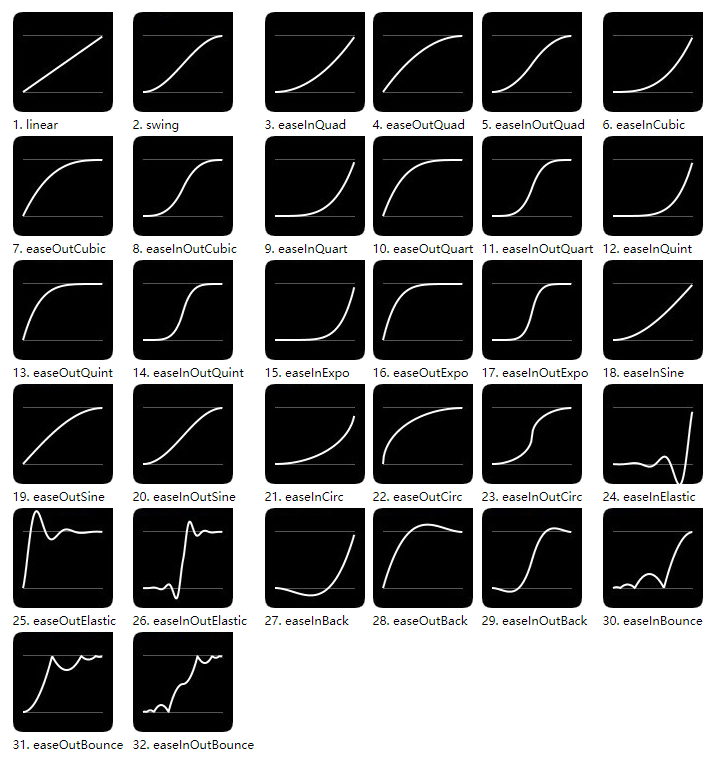 1. linear
2. swing
3. easeInQuad
4. easeOutQuad
5. easeInOutQuad
6. easeInCubic
7. easeOutCubic
8. easeInOutCubic
9. easeInQuart
10. easeOutQuart
11. easeInOutQuart
12. easeInQuint
13. easeOutQuint
14. easeInOutQuint
15. easeInExpo
16. easeOutExpo
17. easeInOutExpo
18. easeInSine
19. easeOutSine
20. easeInOutSine
21. easeInCirc
22. easeOutCirc
23. easeInOutCirc
24. easeInElastic
25. easeOutElastic
26. easeInOutElastic
27. easeInBack
28. easeOutBack
29. easeInOutBack
30. easeInBounce
31. easeOutBounce
32. easeInOutBounce